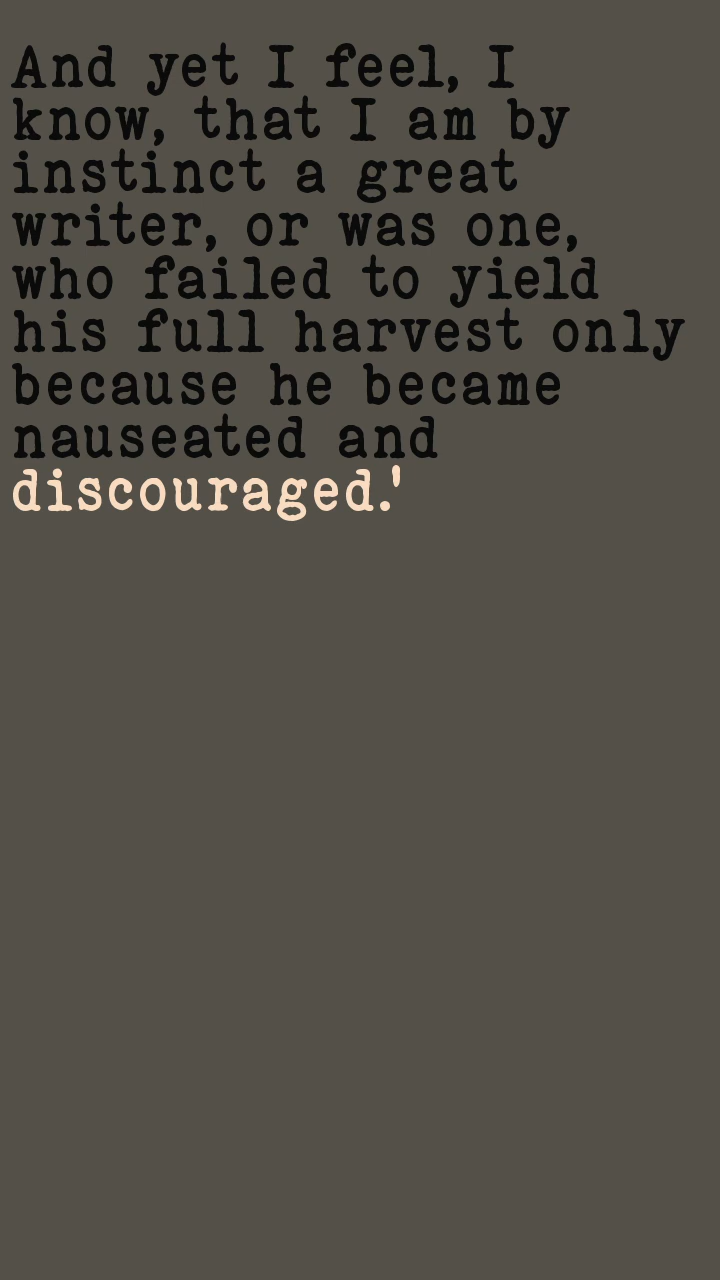 And yet I feel, I
know, that I am by
instinct a great
writer, or was one,
who failed to yield
his full harvest only
because he became
nauseated and
discouraged.'